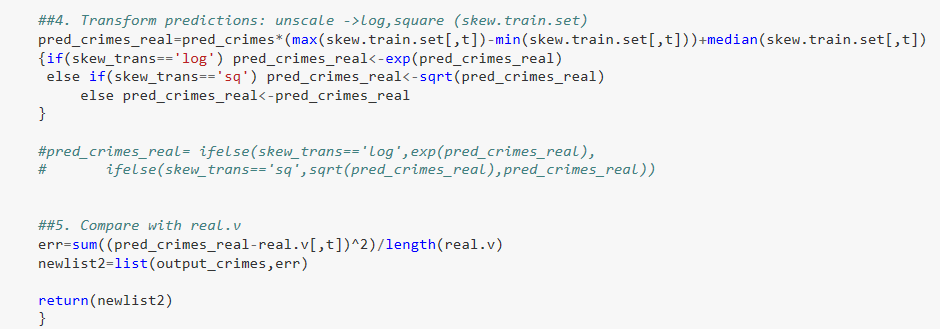 ##4. Transform predictions: unscale ->log,square (skew.train.set)
pred_crimes_real=pred_crimes*(max(skew.train.set[,t])-min(skew.train.set[,t]))+median(skew.train.set[,t])
{if(skew_trans=='log') pred_crimes_real<-exp(pred_crimes_real)
 else if(skew_trans=='sq') pred_crimes_real<-sqrt(pred_crimes_real)
     else pred_crimes_real<-pred_crimes_real
}
#pred_crimes_real= ifelse(skew_trans=='log',exp(pred_crimes_real),
#       ifelse(skew_trans=='sq',sqrt(pred_crimes_real),pred_crimes_real))
##5. Compare with real.v
err=sum((pred_crimes_real-real.v[,t])^2)/length(real.v)
newlist2=list(output_crimes,err)
return(newlist2)
}